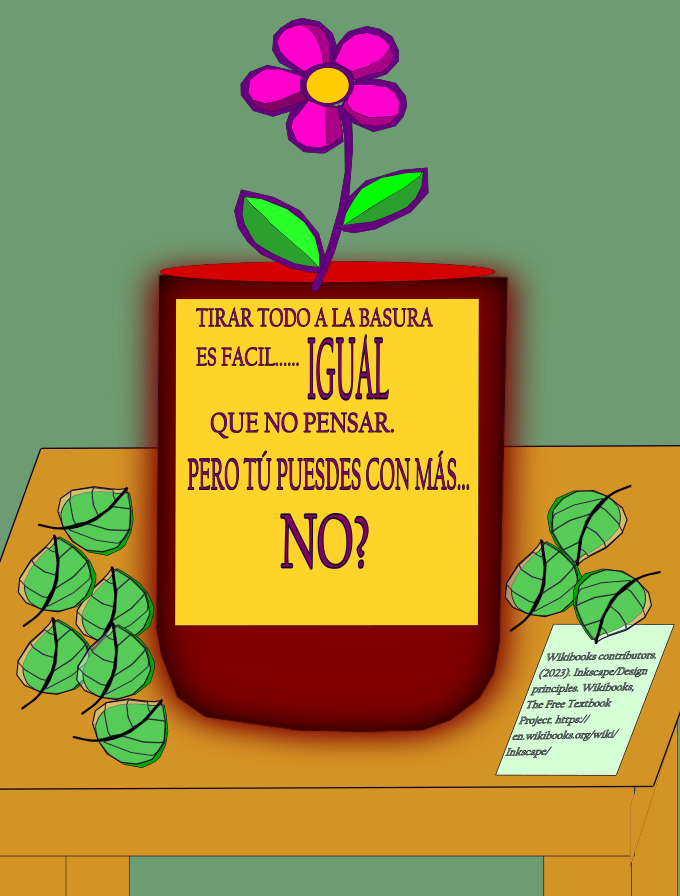 TIRAR TODO A LA BASURA
ES FACIL...... IGUAL
QUE NO PENSAR.
PERO TÚ PUESDES CON MÁS...
NO?
Wikibooks contributors.
(2023). Inkscape/Design
principles. Wikibooks,
The Free Textbook
Project. https://
en.wikibooks.org/wiki/
Inkscape/